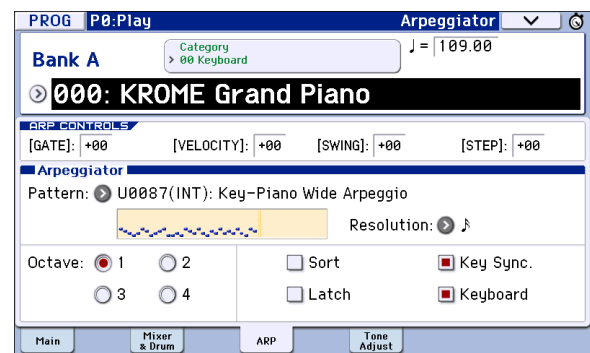 PROG P0:Play Arpeggiator
Bank A
Category
00 Keyboard
♩= 109.00
000: KROME Grand Piano
ARP CONTROLS
[GATE]: +00 [VELOCITY]: +00 [SWING]: +00 [STEP]: +00
Arpeggiator
Pattern: U0087(INT): Key-Piano Wide Arpeggio
Resolution: ♪
Octave: 1 2 Sort Key Sync.
3 4 Latch Keyboard
Main Mixer & Drum ARP Tone Adjust